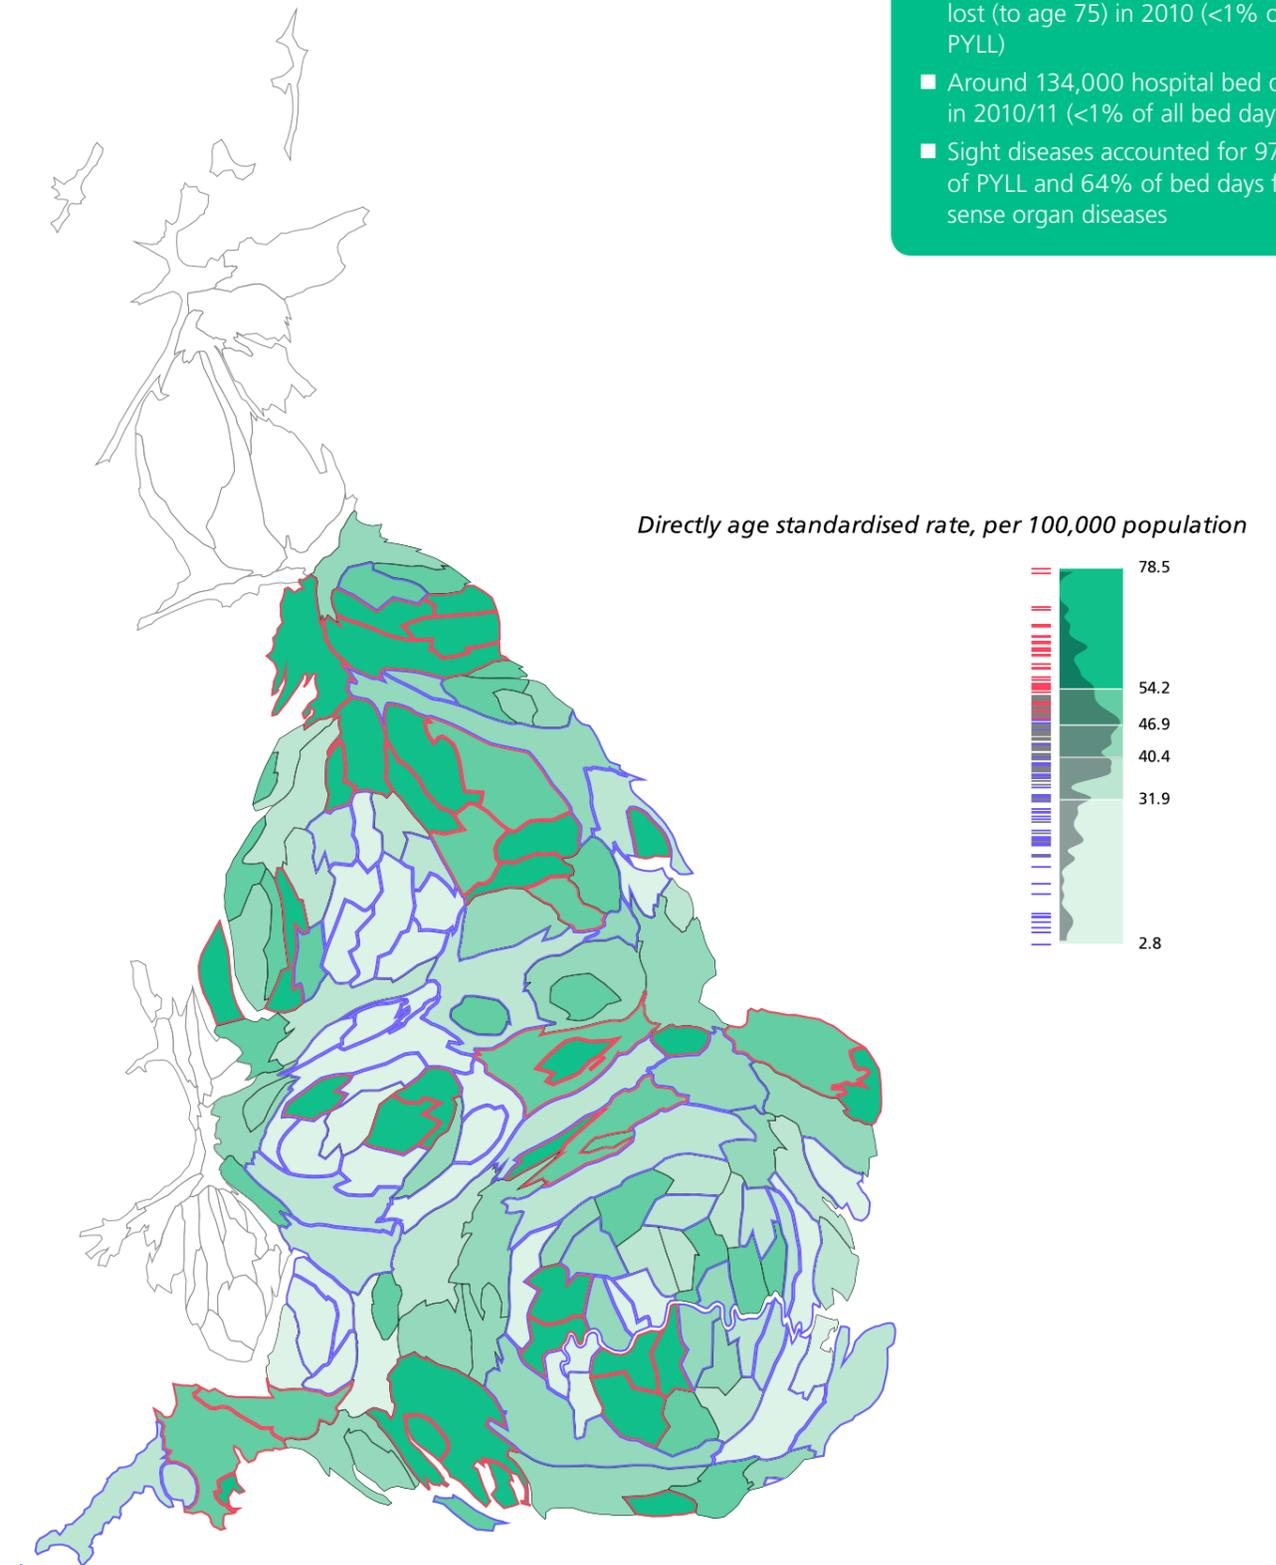 lost (to age 75) in 2010 (<1% o
PYLL)
■ Around 134,000 hospital bed
in 2010/11 (<1% of all bed day
■ Sight diseases accounted for 97
of PYLL and 64% of bed days f
sense organ diseases
Directly age standardised rate, per 100,000 population
78.5
54.2
46.9
40.4
31.9
2.8